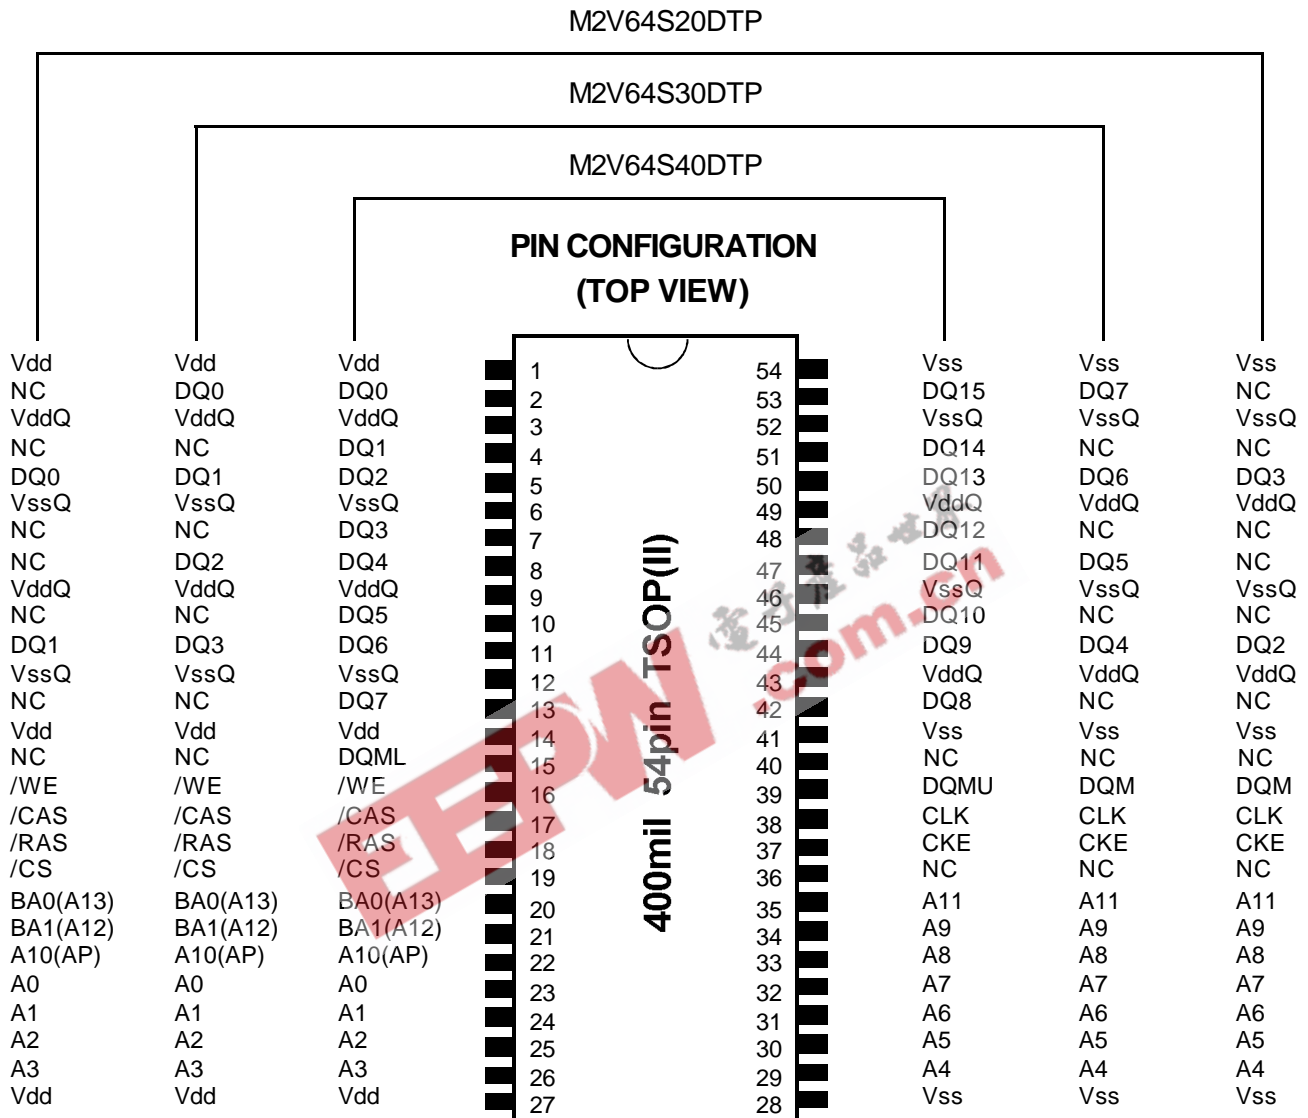 M2V64S20DTP
M2V64S30DTP
M2V64S40DTP
PIN CONFIGURATION
(TOP VIEW)
Vdd Vdd Vdd 1 54 Vss Vss Vss
NC DQ0 DQ0 2 53 DQ15 DQ7 NC
VddQ VddQ VddQ 3 52 VssQ VssQ VssQ
NC NC DQ1 4 51 DQ14 NC NC
DQ0 DQ1 DQ2 5 50 DQ13 DQ6 DQ3
VssQ VssQ VssQ 6 49 VddQ VddQ VddQ
NC NC DQ3 7 48 DQ12 NC NC
NC DQ2 DQ4 8 47 DQ11 DQ5 NC
VddQ VddQ VddQ 9 46 VssQ VssQ VssQ
NC NC DQ5 10 45 DQ10 NC NC
DQ1 DQ3 DQ6 11 44 DQ9 DQ4 DQ2
VssQ VssQ VssQ 12 43 VddQ VddQ VddQ
NC NC DQ7 13 42 DQ8 NC NC
Vdd Vdd Vdd 14 41 Vss Vss Vss
NC NC DQML 15 40 NC NC NC
/WE /WE /WE 16 39 DQMU DQM DQM
/CAS /CAS /CAS 17 38 CLK CLK CLK
/RAS /RAS /RAS 18 37 CKE CKE CKE
/CS /CS /CS 19 36 NC NC NC
BA0(A13) BA0(A13) BA0(A13) 20 35 A11 A11 A11
BA1(A12) BA1(A12) BA1(A12) 21 34 A9 A9 A9
A10(AP) A10(AP) A10(AP) 22 33 A8 A8 A8
A0 A0 A0 23 32 A7 A7 A7
A1 A1 A1 24 31 A6 A6 A6
A2 A2 A2 25 30 A5 A5 A5
A3 A3 A3 26 29 A4 A4 A4
Vdd Vdd Vdd 27 28 Vss Vss Vss
400mil 54pin TSOP(II)
EEPW.com.cn
電子產品世界